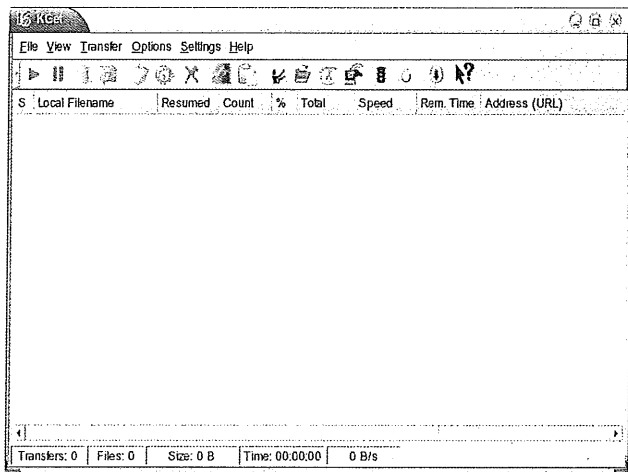 KGet
File View Transfer Options Settings Help
S Local Filename Resumed Count % Total Speed Rem. Time Address (URL)
Transfers: 0 Files: 0 Size: 0 B Time: 00:00:00 0 B/s